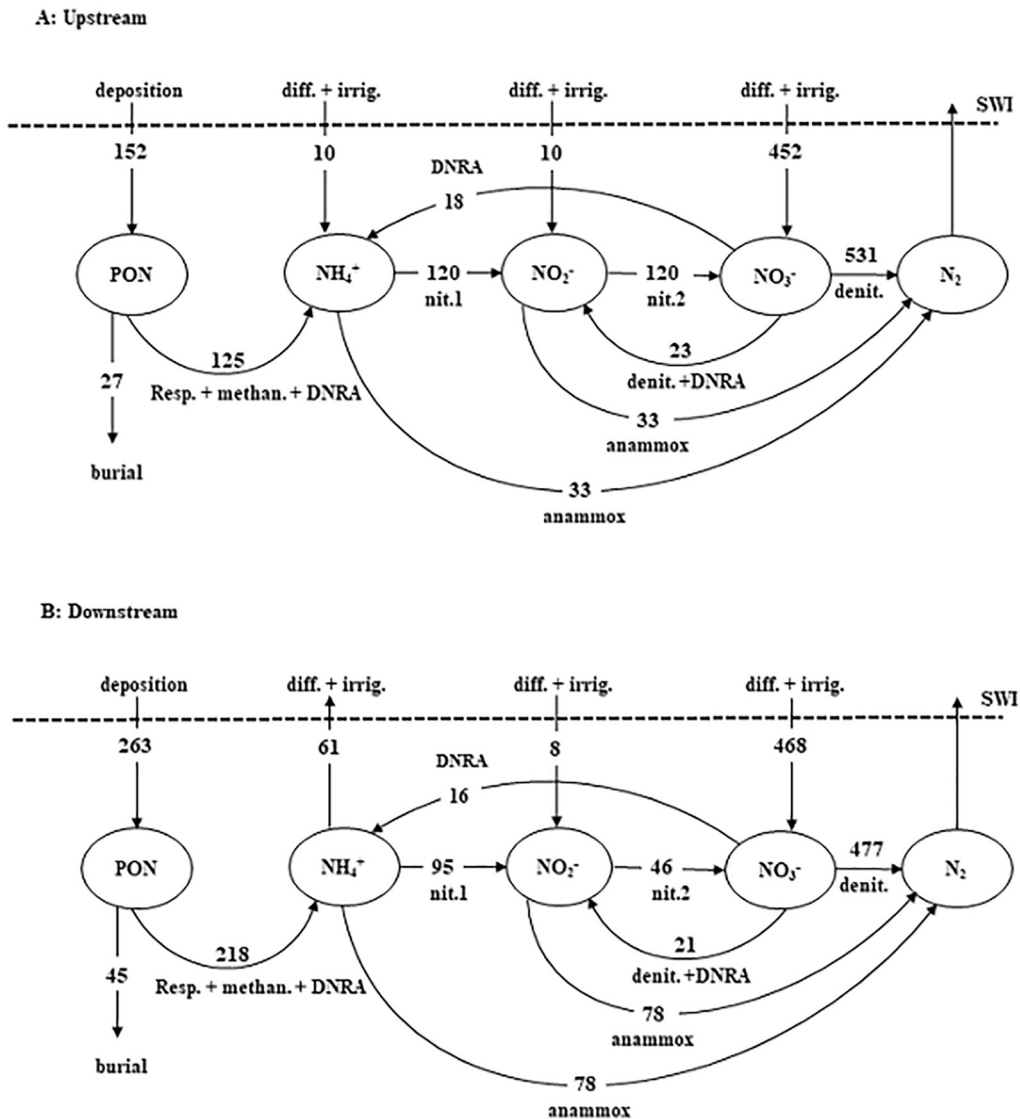 A: Upstream
deposition diff. + irrig. diff. + irrig. diff. + irrig. SWI
152 10 10 452
DNRA
18
PON NH₄⁺ 120 NO₂⁻ 120 NO₃⁻ 531 N₂
nit.1 nit.2 denit.
125 23
27 Resp. + methan. + DNRA denit. +DNRA
33
anammox
burial
33
anammox
B: Downstream
deposition diff. + irrig. diff. + irrig. diff. + irrig. SWI
263 61 8 468
DNRA
16
PON NH₄⁺ 95 NO₂⁻ 46 NO₃⁻ 477 N₂
nit.1 nit.2 denit.
218 21
45 Resp. + methan. + DNRA denit. +DNRA
78
anammox
burial
78
anammox